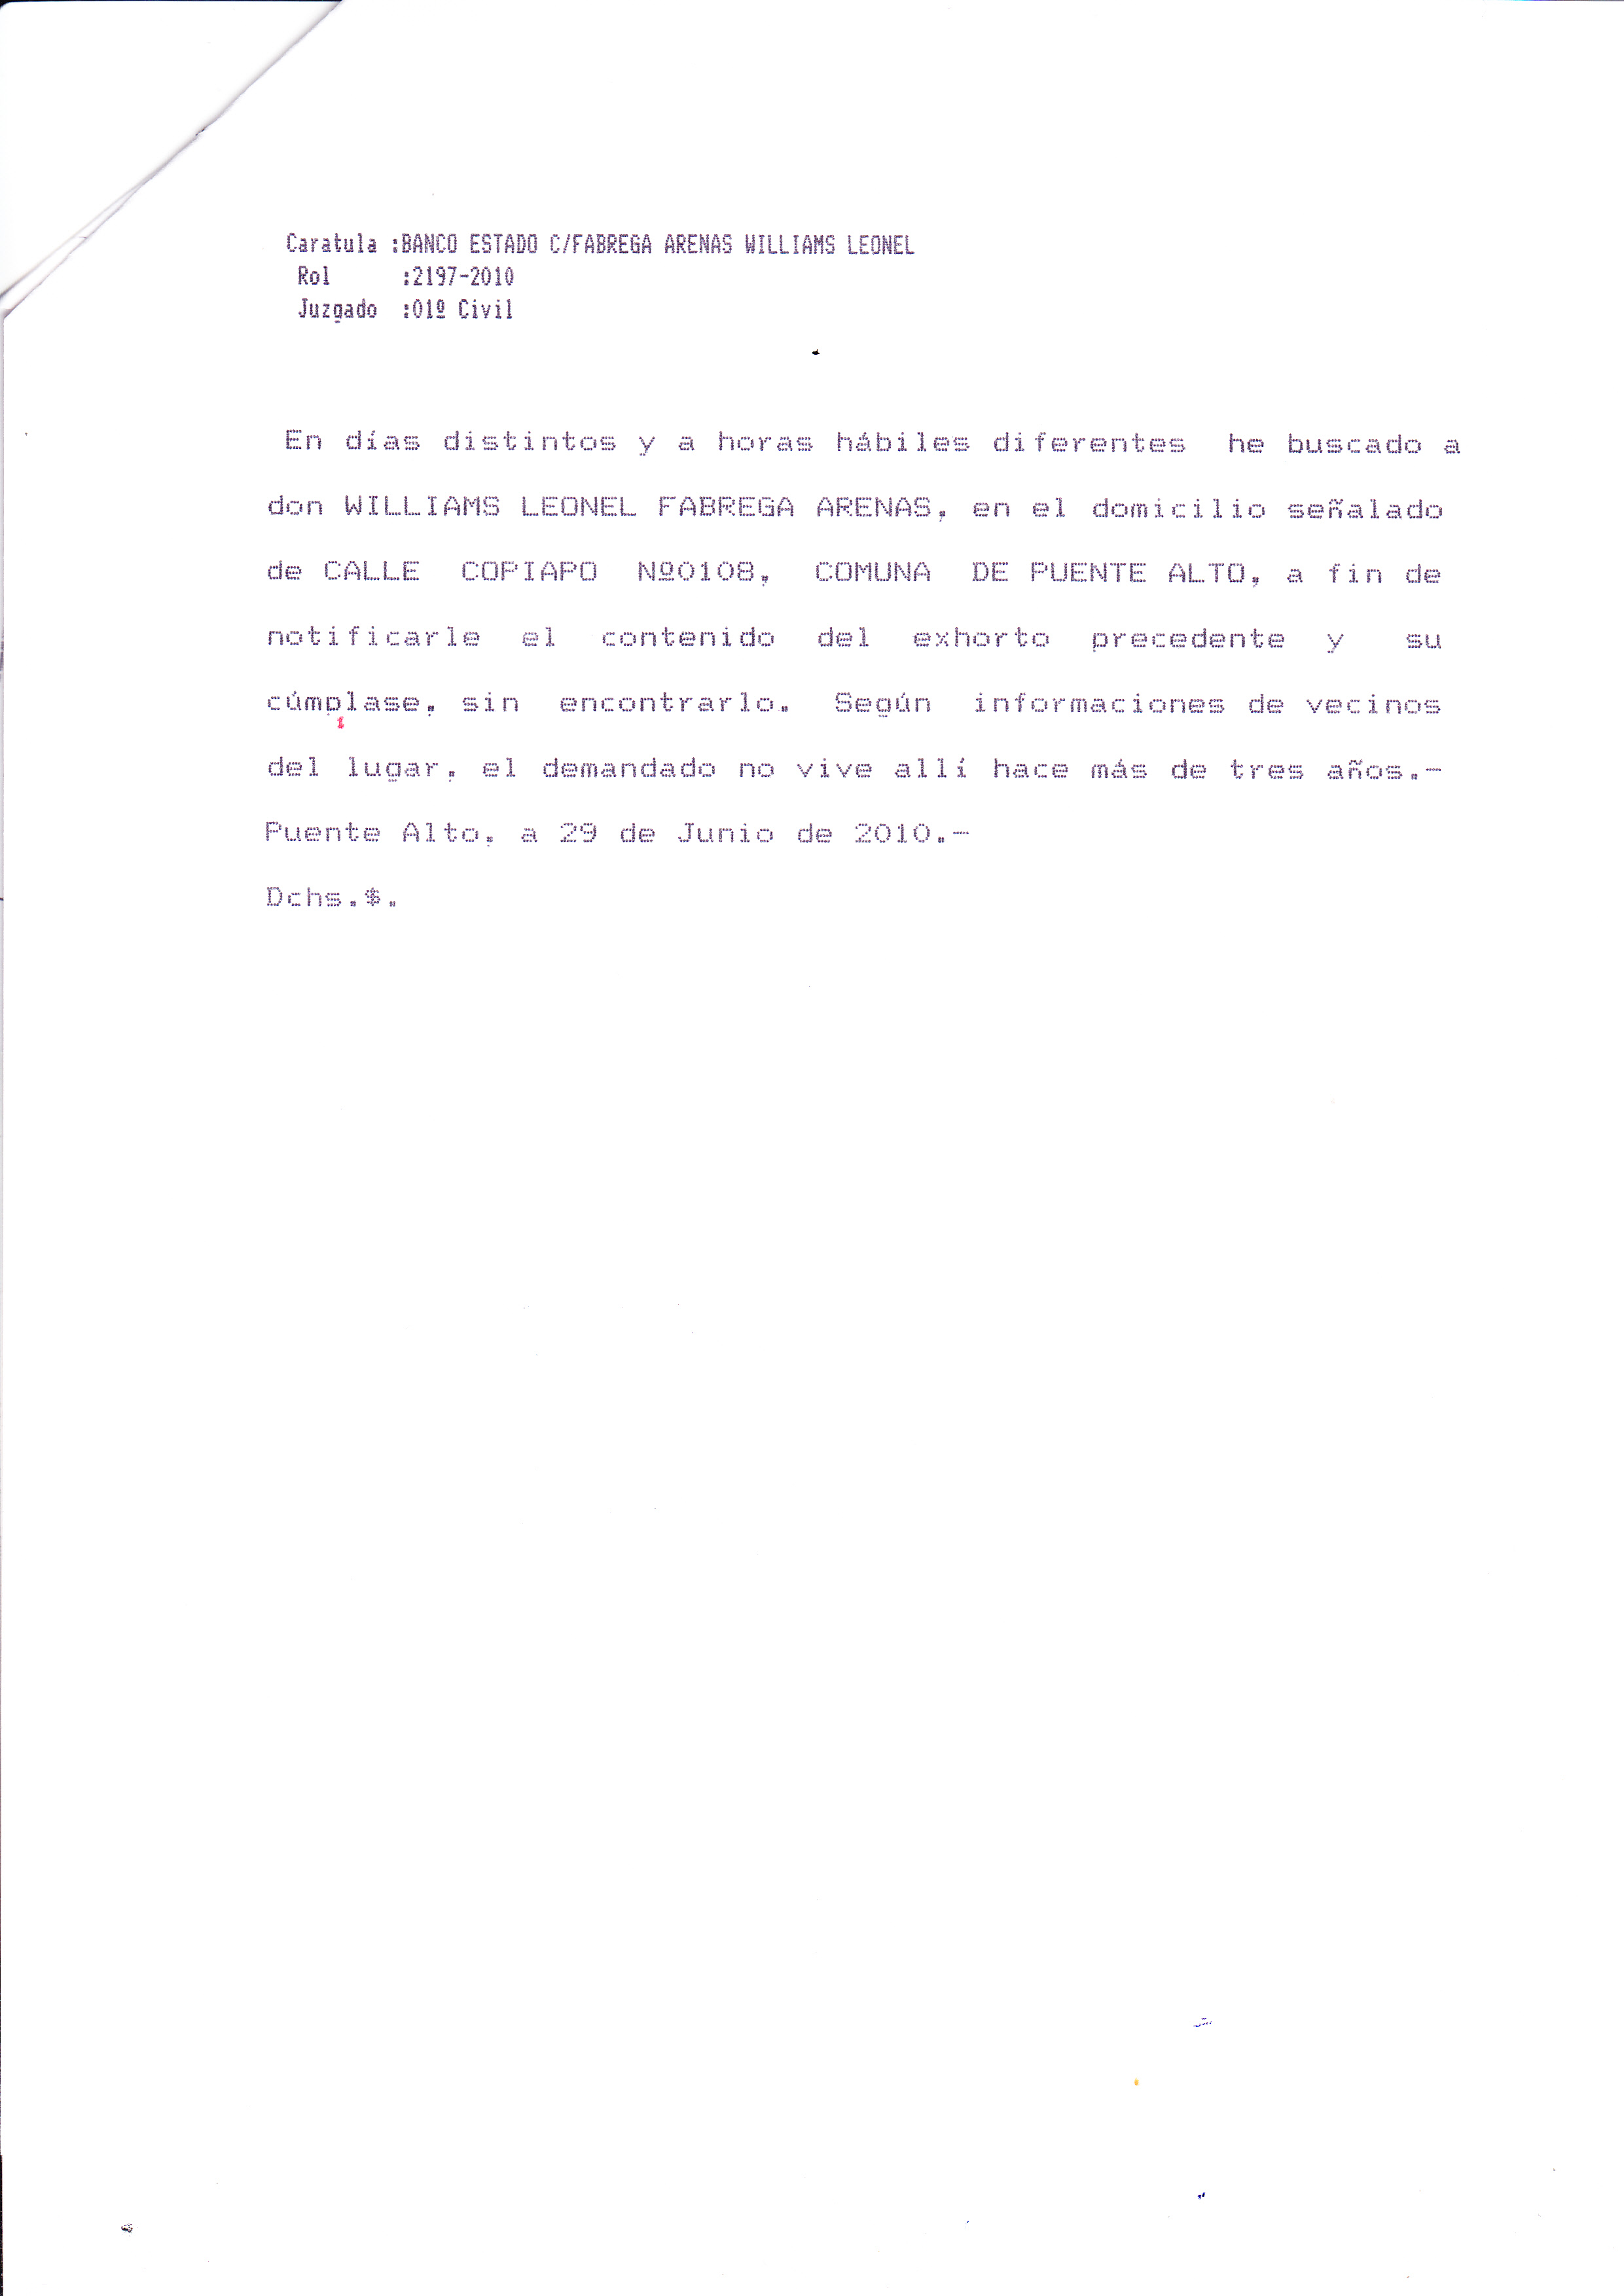 Caratula :BANCO ESTADO C/FABREGA ARENAS WILLIAMS LEONEL
Rol :2197-2010
Juzgado :01º Civil
En días distintos y a horas hábiles diferentes he buscado a
don WILLIAMS LEONEL FABREGA ARENAS, en el domicilio señalado
de CALLE COPIAPO Nº0108, COMUNA DE PUENTE ALTO, a fin de
notificarle el contenido del exhorto precedente y su
cúmplase, sin encontrarlo. Según informaciones de vecinos
del lugar, el demandado no vive allí hace más de tres años.-
Puente Alto, a 29 de Junio de 2010.-
Dchs.$.